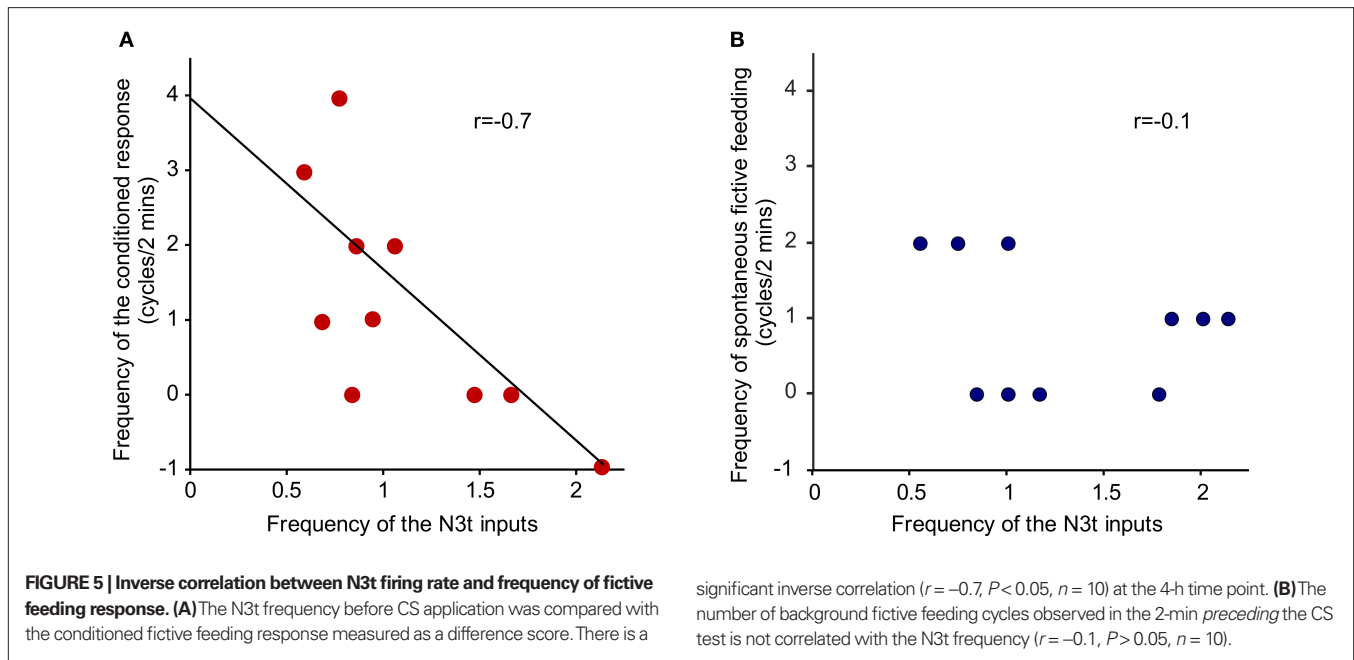 A
Frequency of the conditioned response
(cycles/2 mins)
4
3
2
1
0
-1
r=-0.7
0 0.5 1 1.5 2
Frequency of the N3t inputs
B
Frequency of spontaneous fictive feedding
(cycles/2 mins)
4
3
2
1
0
-1
r=-0.1
0 0.5 1 1.5 2
Frequency of the N3t inputs
FIGURE 5 | Inverse correlation between N3t firing rate and frequency of fictive
feeding response. (A) The N3t frequency before CS application was compared with
the conditioned fictive feeding response measured as a difference score. There is a
significant inverse correlation (r = –0.7, P < 0.05, n = 10) at the 4-h time point. (B) The
number of background fictive feeding cycles observed in the 2-min preceding the CS
test is not correlated with the N3t frequency (r = –0.1, P > 0.05, n = 10).